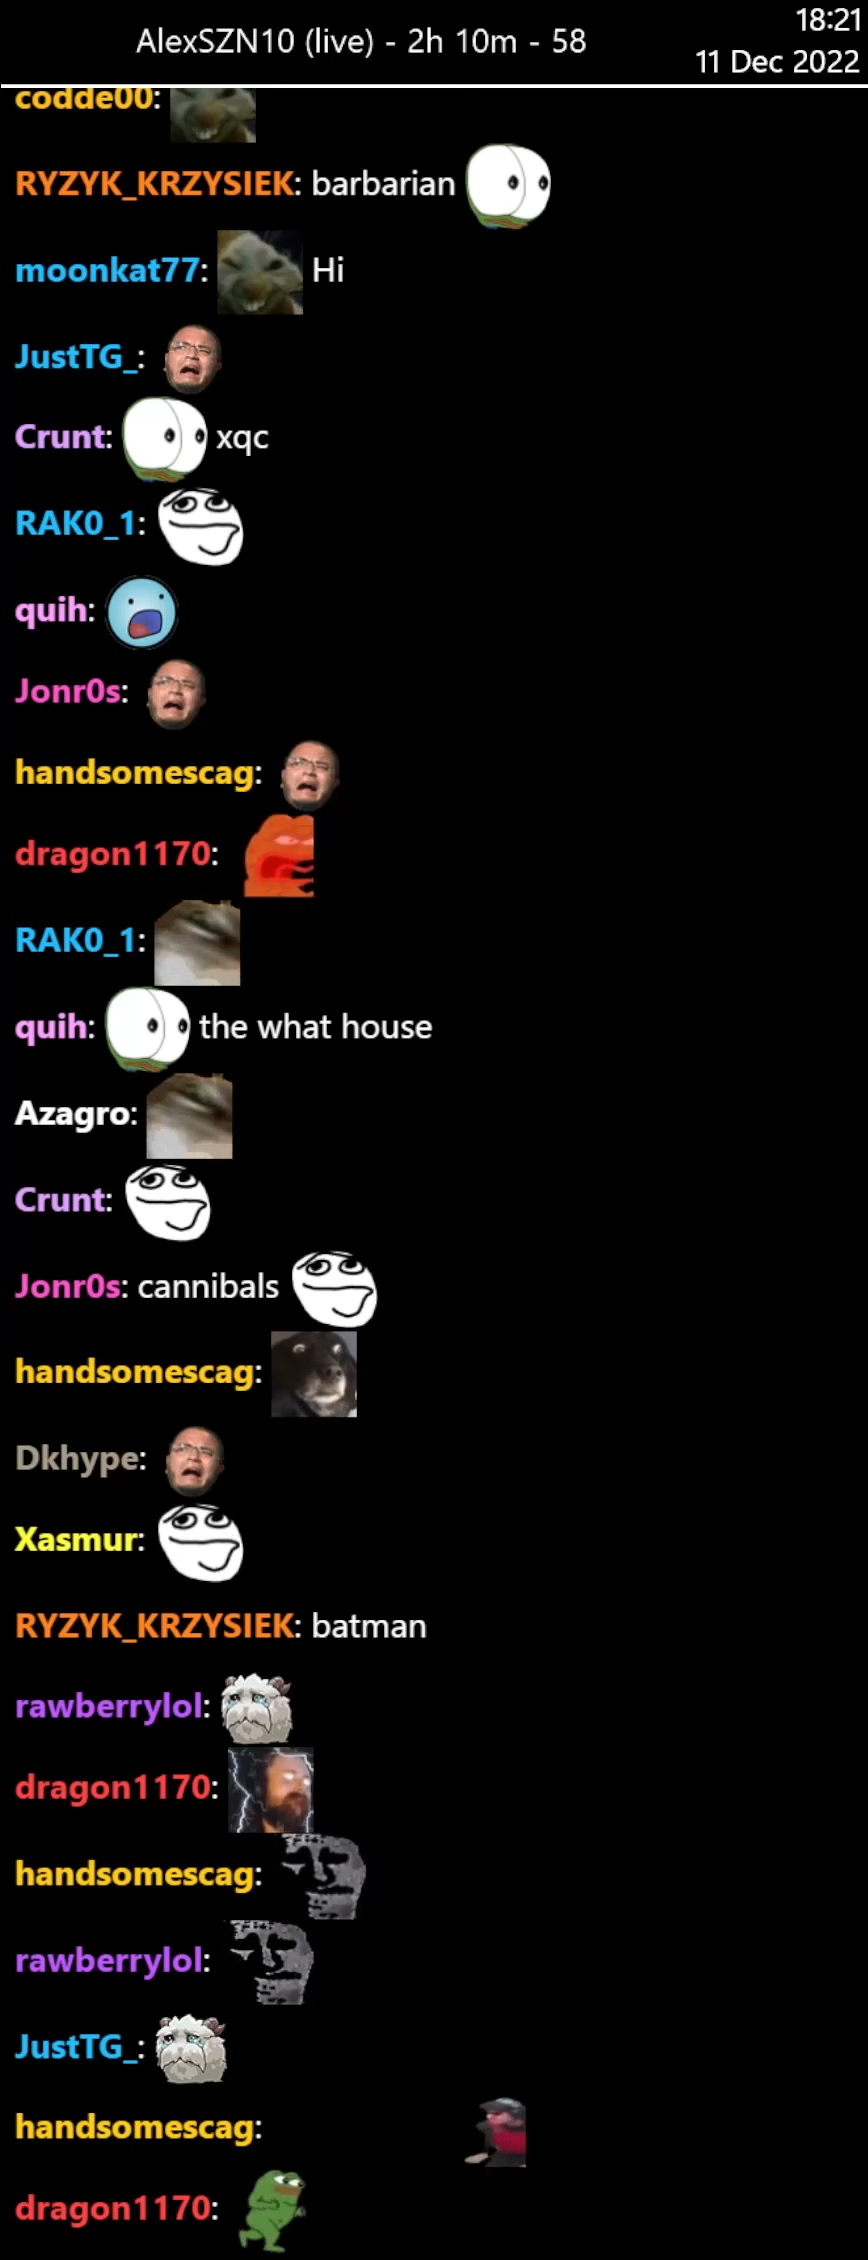 18:21
AlexSZN10 (live) - 2h 10m - 58
11 Dec 2022
codde00:
RYZYK_KRZYSIEK: barbarian
moonkat77: Hi
JustTG_:
Crunt: xqc
RAK0_1:
quih:
Jonr0s:
handsomescag:
dragon1170:
RAK0_1:
quih: the what house
Azagro:
Crunt:
Jonr0s: cannibals
handsomescag:
Dkhype:
Xasmur:
RYZYK_KRZYSIEK: batman
rawberrylol:
dragon1170:
handsomescag:
rawberrylol:
JustTG_:
handsomescag:
dragon1170: